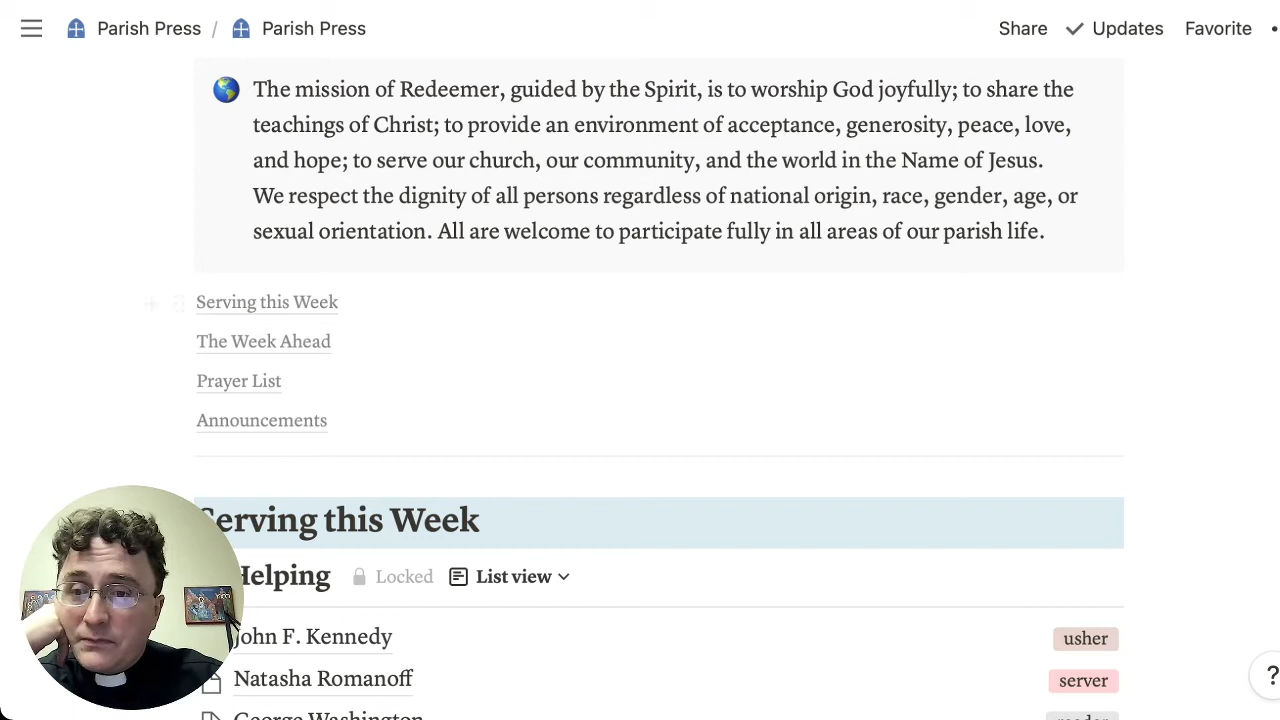 Parish Press / Parish Press Share Updates Favorite
The mission of Redeemer, guided by the Spirit, is to worship God joyfully; to share the
teachings of Christ; to provide an environment of acceptance, generosity, peace, love,
and hope; to serve our church, our community, and the world in the Name of Jesus.
We respect the dignity of all persons regardless of national origin, race, gender, age, or
sexual orientation. All are welcome to participate fully in all areas of our parish life.
Serving this Week
The Week Ahead
Prayer List
Announcements
Serving this Week
Helping Locked List view
John F. Kennedy usher
Natasha Romanoff server
George Washington reader
?